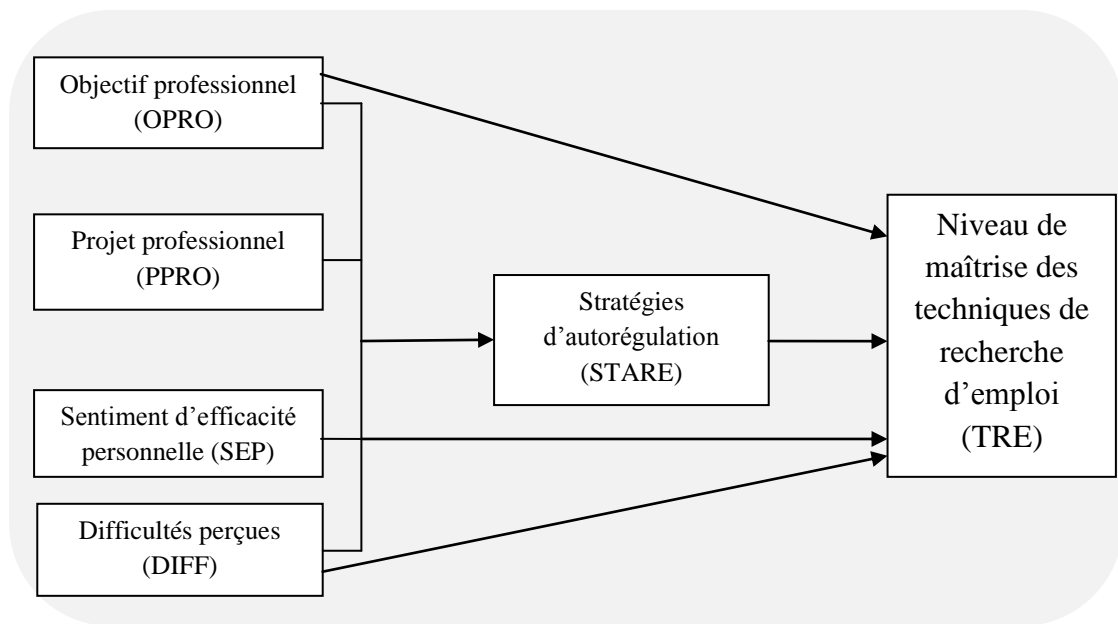 Objectif professionnel
(OPRO)
Projet professionnel
(PPRO)
Sentiment d’efficacité
personnelle (SEP)
Difficultés perçues
(DIFF)
Stratégies
d’autorégulation
(STARE)
Niveau de
maîtrise des
techniques de
recherche
d’emploi
(TRE)